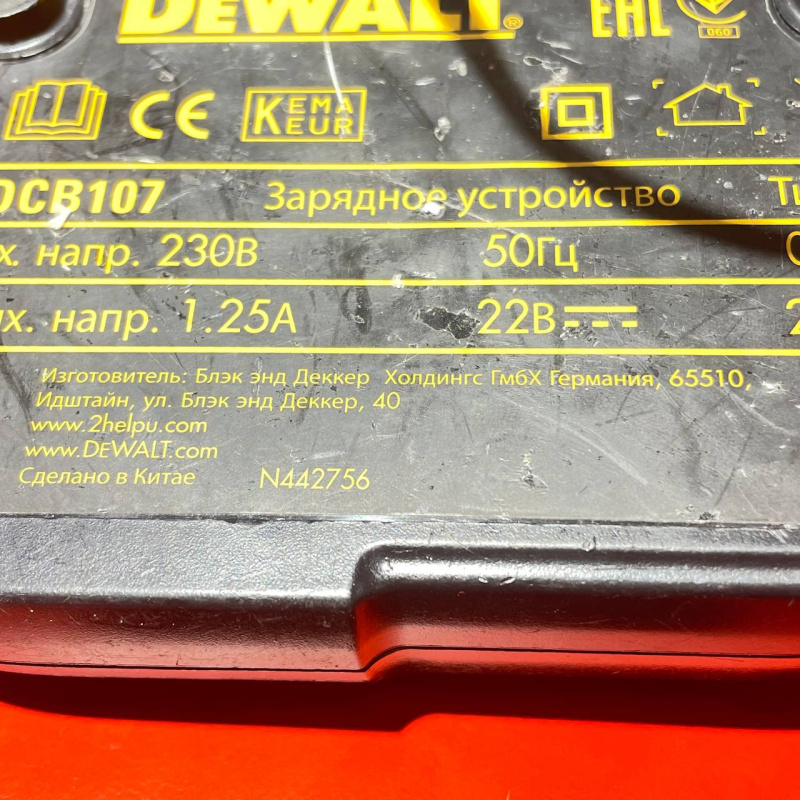 DEWALT®
EAC
060
CE
KEMA
KEUR
DCB107 Зарядное устройство
напр. 230В 50Гц
напр. 1.25А 22В
Изготовитель: Блэк энд Деккер Холдингс ГмбХ Германия, 65510,
Идштайн, ул. Блэк энд Деккер, 40
www.2helpu.com
www.DEWALT.com
Сделано в Китае N442756